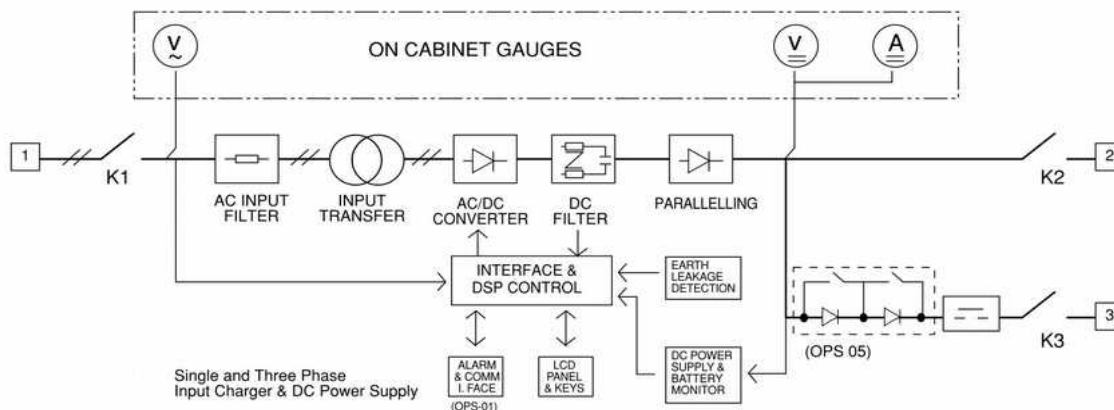 V
~
ON CABINET GAUGES
V
A
1
K1
AC INPUT
FILTER
INPUT
TRANSFER
AC/DC
CONVERTER
DC
FILTER
PARALLELLING
K2
2
INTERFACE &
DSP CONTROL
EARTH
LEAKAGE
DETECTION
(OPS 05)
K3
3
ALARM
& COMM
I. FACE
(OPS-01)
LCD
PANEL
& KEYS
DC POWER
SUPPLY &
BATTERY
MONITOR
Single and Three Phase
Input Charger & DC Power Supply